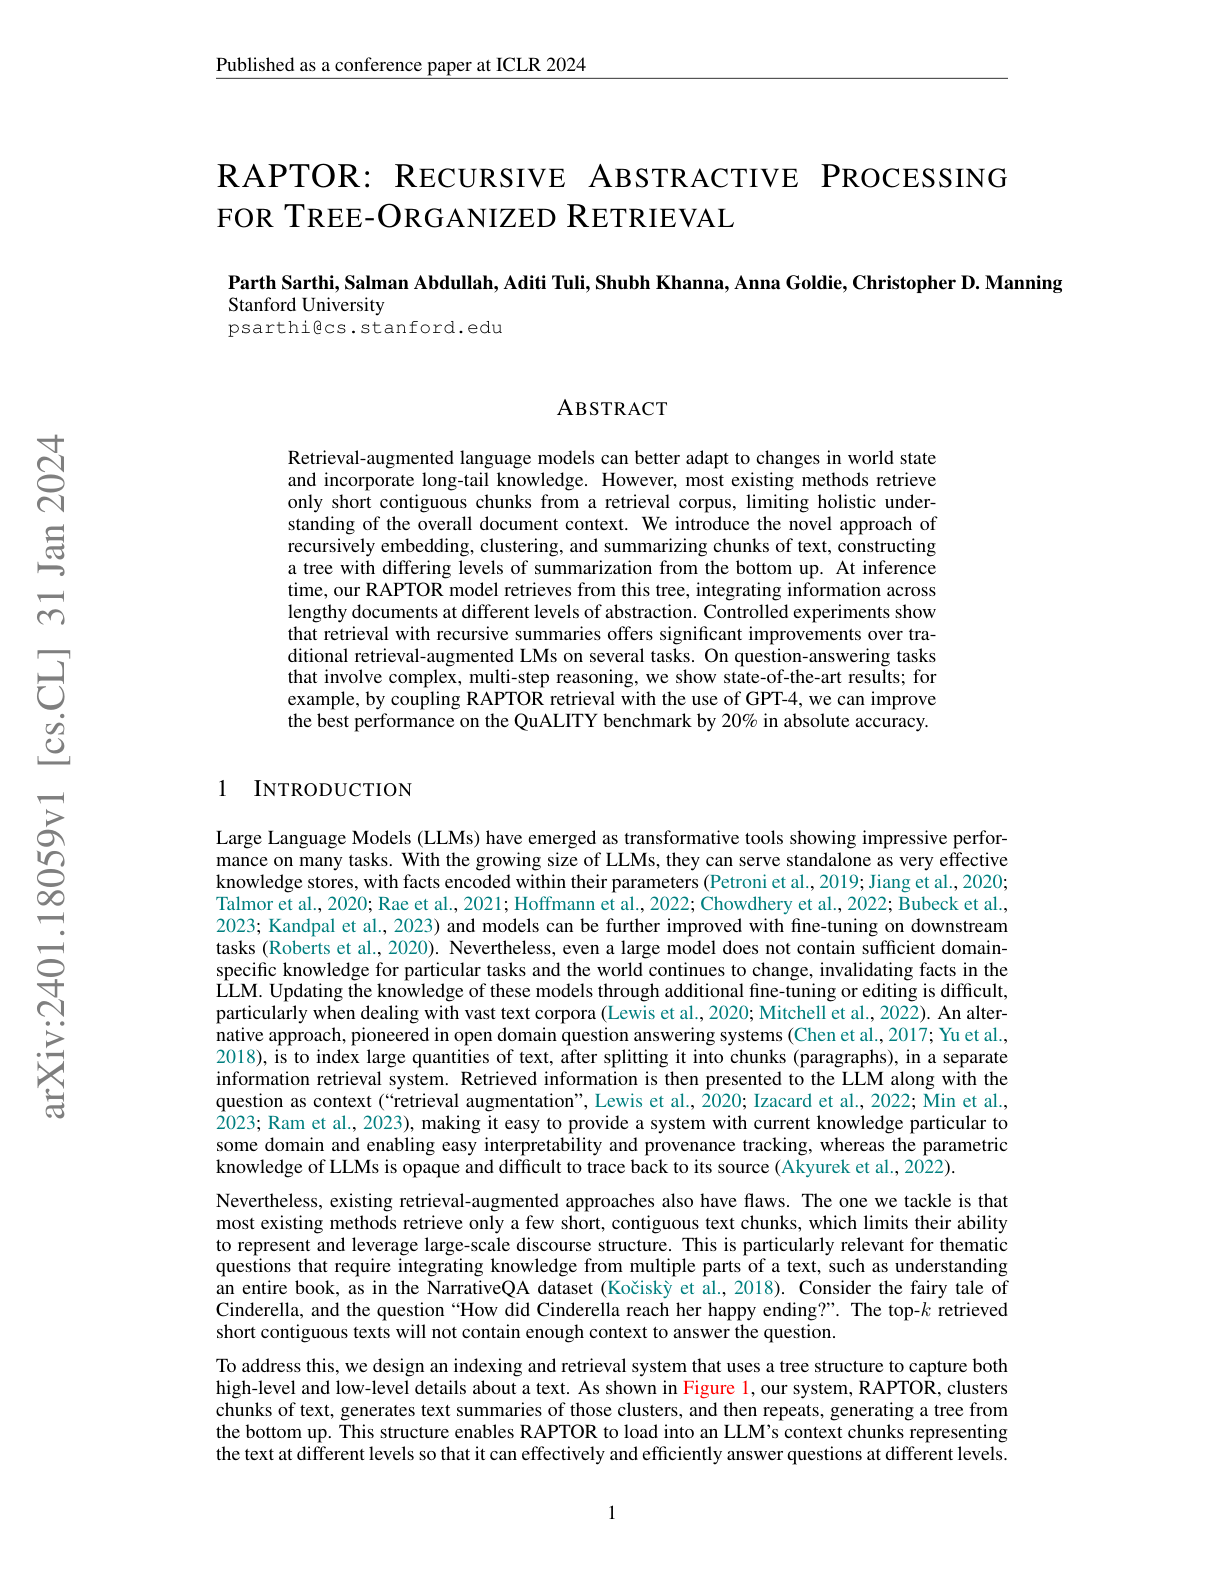 Published as a conference paper at ICLR 2024
RAPTOR: RECURSIVE ABSTRACTIVE PROCESSING
FOR TREE-ORGANIZED RETRIEVAL
Parth Sarthi, Salman Abdullah, Aditi Tuli, Shubh Khanna, Anna Goldie, Christopher D. Manning
Stanford University
psarthi@cs.stanford.edu
ABSTRACT
Retrieval-augmented language models can better adapt to changes in world state
and incorporate long-tail knowledge. However, most existing methods retrieve
only short contiguous chunks from a retrieval corpus, limiting holistic under-
standing of the overall document context. We introduce the novel approach of
recursively embedding, clustering, and summarizing chunks of text, constructing
a tree with differing levels of summarization from the bottom up. At inference
time, our RAPTOR model retrieves from this tree, integrating information across
lengthy documents at different levels of abstraction. Controlled experiments show
that retrieval with recursive summaries offers significant improvements over tra-
ditional retrieval-augmented LMs on several tasks. On question-answering tasks
that involve complex, multi-step reasoning, we show state-of-the-art results; for
example, by coupling RAPTOR retrieval with the use of GPT-4, we can improve
the best performance on the QuALITY benchmark by 20% in absolute accuracy.
1 INTRODUCTION
Large Language Models (LLMs) have emerged as transformative tools showing impressive perfor-
mance on many tasks. With the growing size of LLMs, they can serve standalone as very effective
knowledge stores, with facts encoded within their parameters (Petroni et al., 2019; Jiang et al., 2020;
Talmor et al., 2020; Rae et al., 2021; Hoffmann et al., 2022; Chowdhery et al., 2022; Bubeck et al.,
2023; Kandpal et al., 2023) and models can be further improved with fine-tuning on downstream
tasks (Roberts et al., 2020). Nevertheless, even a large model does not contain sufficient domain-
specific knowledge for particular tasks and the world continues to change, invalidating facts in the
LLM. Updating the knowledge of these models through additional fine-tuning or editing is difficult,
particularly when dealing with vast text corpora (Lewis et al., 2020; Mitchell et al., 2022). An alter-
native approach, pioneered in open domain question answering systems (Chen et al., 2017; Yu et al.,
2018), is to index large quantities of text, after splitting it into chunks (paragraphs), in a separate
information retrieval system. Retrieved information is then presented to the LLM along with the
question as context (“retrieval augmentation”, Lewis et al., 2020; Izacard et al., 2022; Min et al.,
2023; Ram et al., 2023), making it easy to provide a system with current knowledge particular to
some domain and enabling easy interpretability and provenance tracking, whereas the parametric
knowledge of LLMs is opaque and difficult to trace back to its source (Akyurek et al., 2022).
Nevertheless, existing retrieval-augmented approaches also have flaws. The one we tackle is that
most existing methods retrieve only a few short, contiguous text chunks, which limits their ability
to represent and leverage large-scale discourse structure. This is particularly relevant for thematic
questions that require integrating knowledge from multiple parts of a text, such as understanding
an entire book, as in the NarrativeQA dataset (Kočiskỳ et al., 2018). Consider the fairy tale of
Cinderella, and the question “How did Cinderella reach her happy ending?”. The top-k retrieved
short contiguous texts will not contain enough context to answer the question.
To address this, we design an indexing and retrieval system that uses a tree structure to capture both
high-level and low-level details about a text. As shown in Figure 1, our system, RAPTOR, clusters
chunks of text, generates text summaries of those clusters, and then repeats, generating a tree from
the bottom up. This structure enables RAPTOR to load into an LLM’s context chunks representing
the text at different levels so that it can effectively and efficiently answer questions at different levels.
1
arXiv:2401.18059v1 [cs.CL] 31 Jan 2024